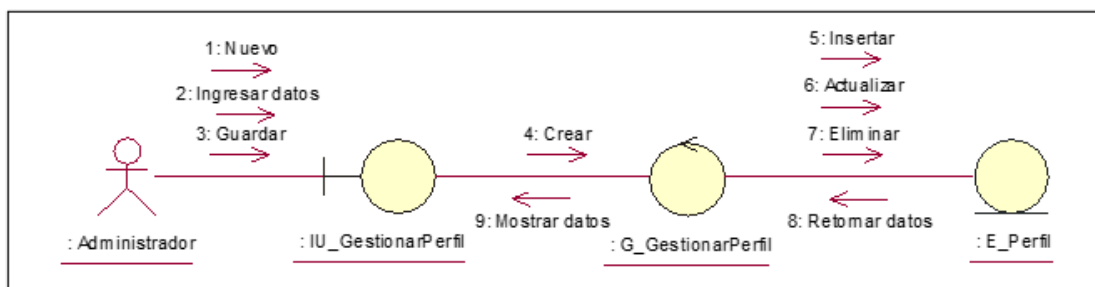 1: Nuevo
2: Ingresar datos
3: Guardar
4: Crear
5: Insertar
6: Actualizar
7: Eliminar
9: Mostrar datos
8: Retornar datos
: Administrador
: IU_GestionarPerfil
: G_GestionarPerfil
: E_Perfil